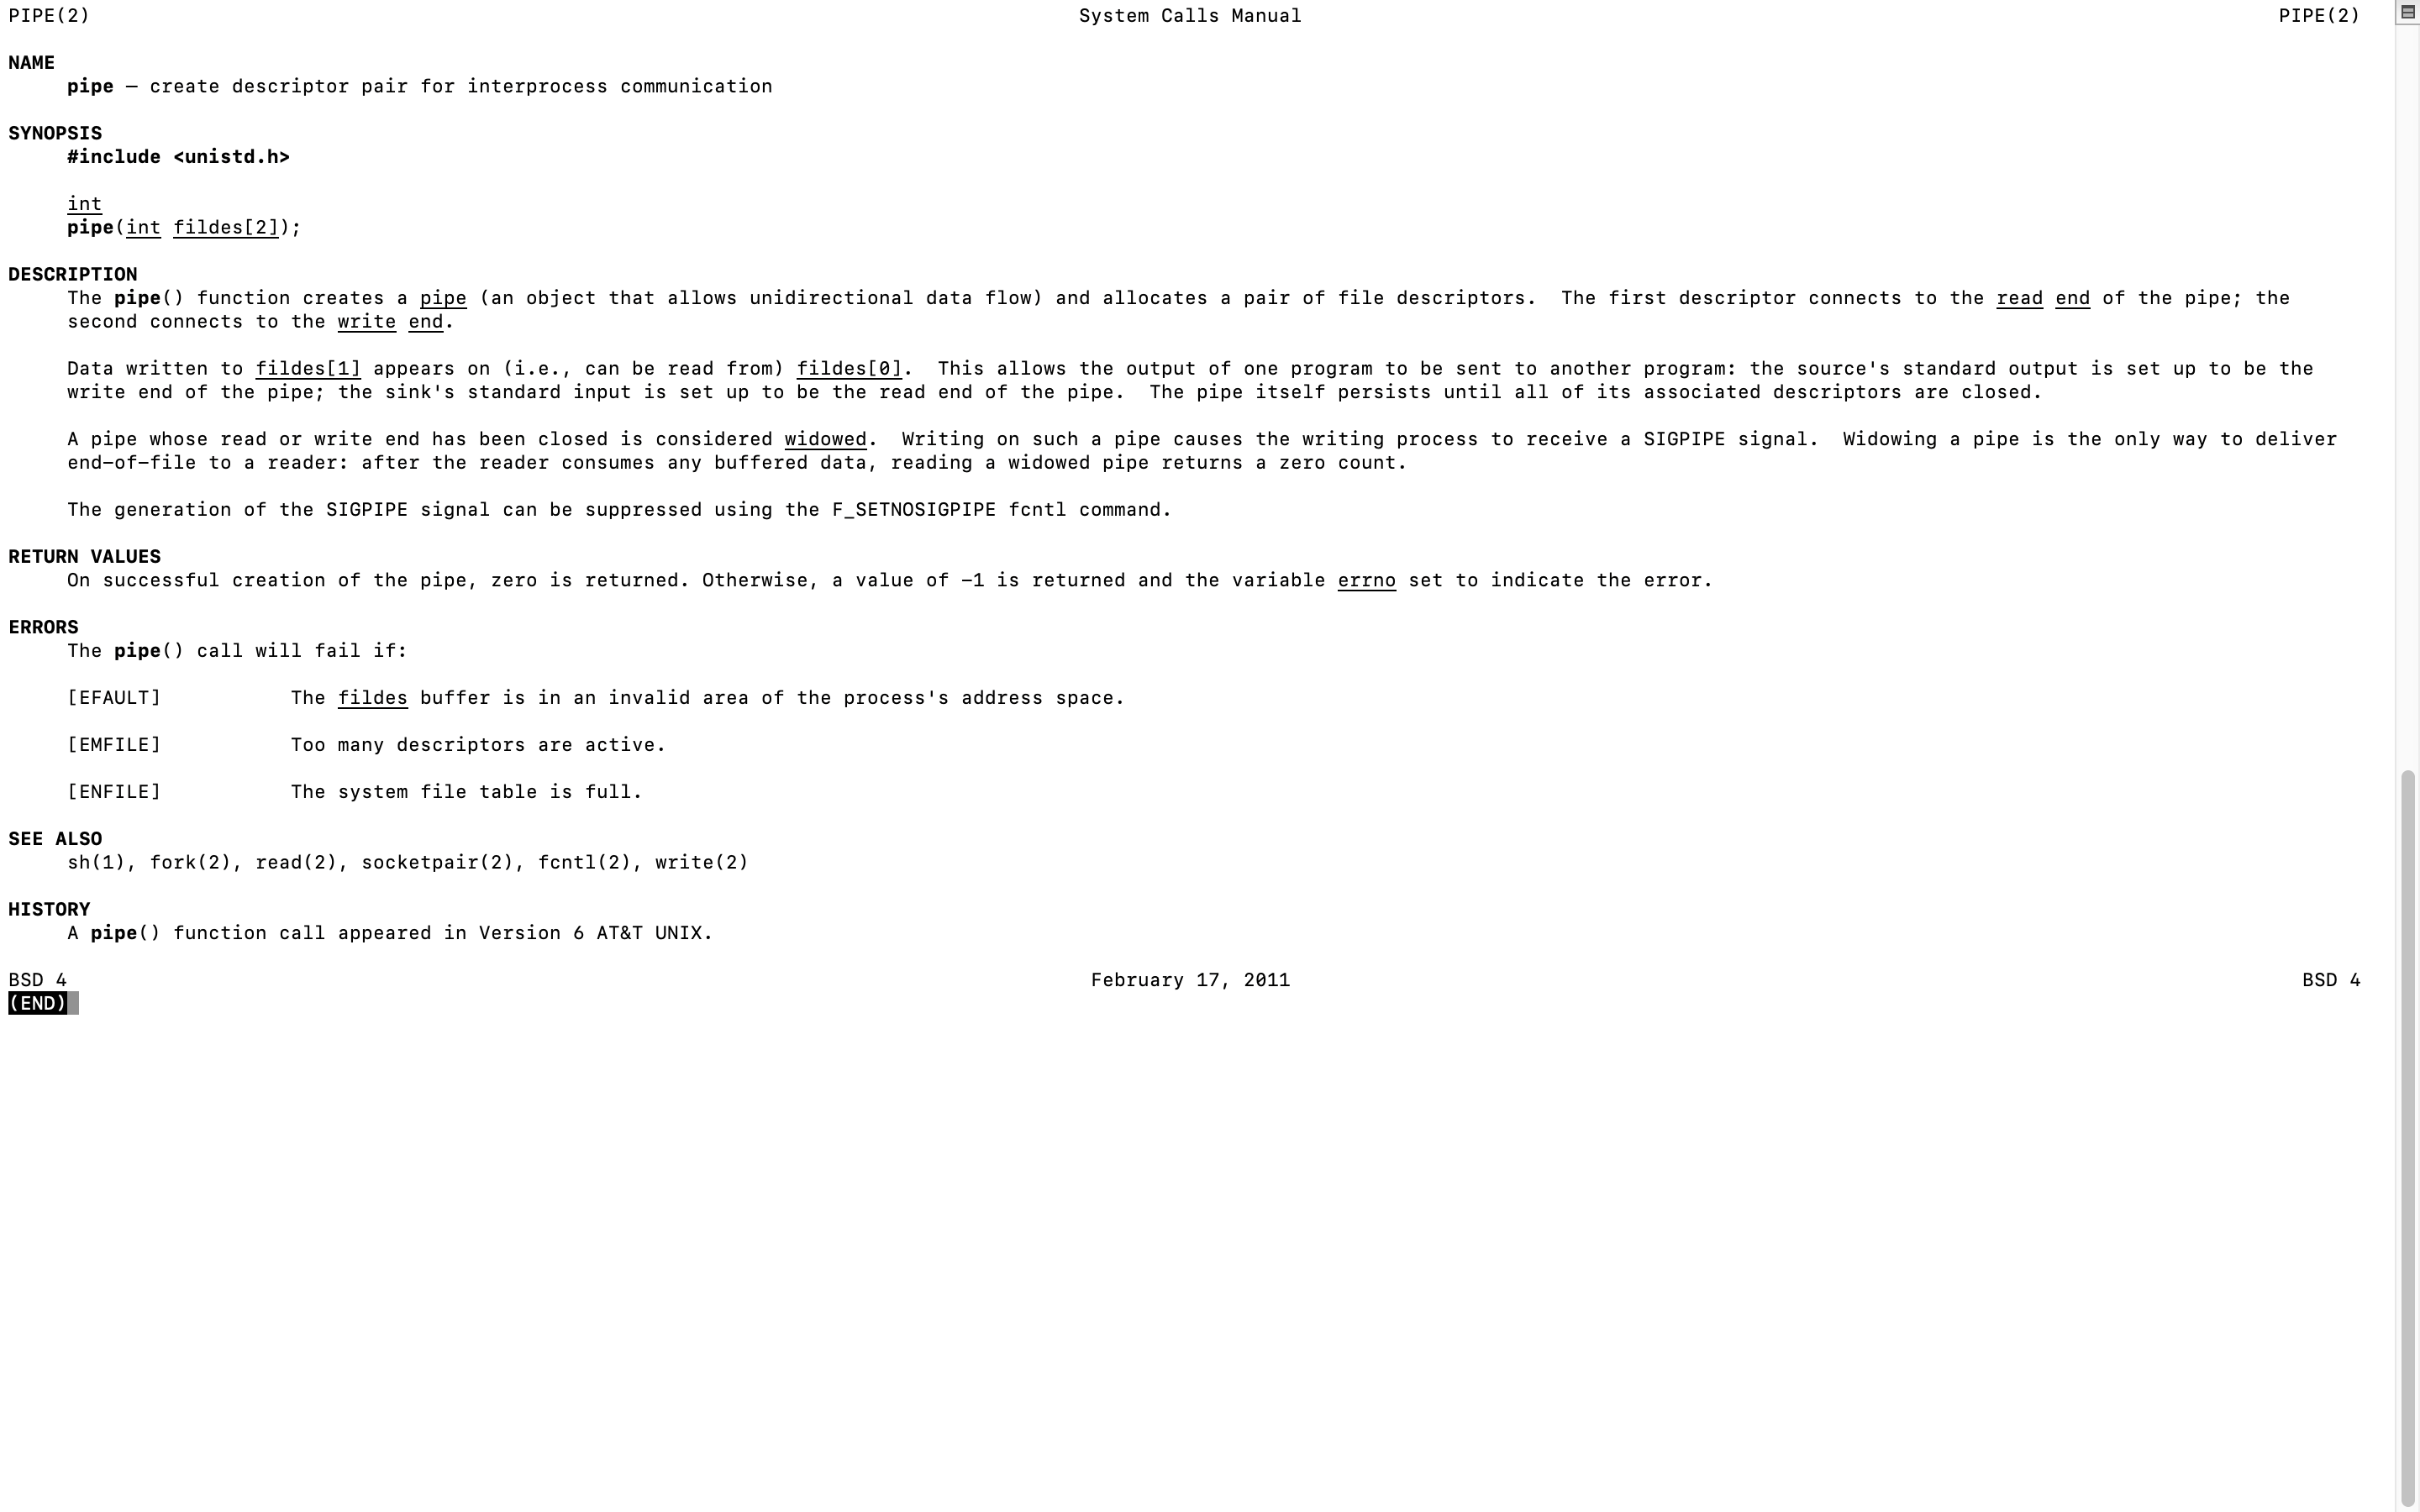 PIPE(2) System Calls Manual PIPE(2)
NAME
pipe – create descriptor pair for interprocess communication
SYNOPSIS
#include <unistd.h>
int
pipe(int fildes[2]);
DESCRIPTION
The pipe() function creates a pipe (an object that allows unidirectional data flow) and allocates a pair of file descriptors.  The first descriptor connects to the read end of the pipe; the
second connects to the write end.
Data written to fildes[1] appears on (i.e., can be read from) fildes[0].  This allows the output of one program to be sent to another program: the source's standard output is set up to be the
write end of the pipe; the sink's standard input is set up to be the read end of the pipe.  The pipe itself persists until all of its associated descriptors are closed.
A pipe whose read or write end has been closed is considered widowed.  Writing on such a pipe causes the writing process to receive a SIGPIPE signal.  Widowing a pipe is the only way to deliver
end–of–file to a reader: after the reader consumes any buffered data, reading a widowed pipe returns a zero count.
The generation of the SIGPIPE signal can be suppressed using the F_SETNOSIGPIPE fcntl command.
RETURN VALUES
On successful creation of the pipe, zero is returned. Otherwise, a value of –1 is returned and the variable errno set to indicate the error.
ERRORS
The pipe() call will fail if:
[EFAULT] The fildes buffer is in an invalid area of the process's address space.
[EMFILE] Too many descriptors are active.
[ENFILE] The system file table is full.
SEE ALSO
sh(1), fork(2), read(2), socketpair(2), fcntl(2), write(2)
HISTORY
A pipe() function call appeared in Version 6 AT&T UNIX.
BSD 4 February 17, 2011 BSD 4
(END)